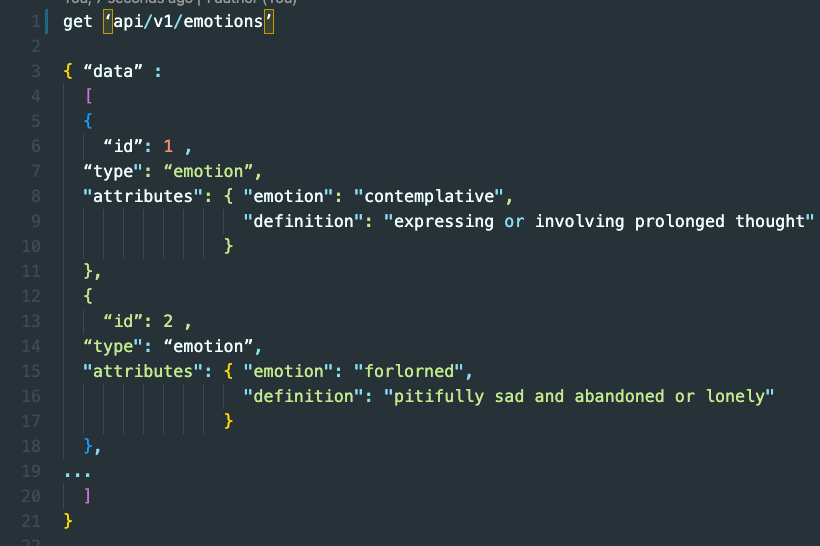 You, 7 seconds ago | 1 author (You)
1 get ‘api/v1/emotions’
2
3 { “data” :
4 [
5 {
6 “id”: 1 ,
7 “type": “emotion”,
8 "attributes": { "emotion": "contemplative",
9 "definition": "expressing or involving prolonged thought"
10 }
11 },
12 {
13 “id”: 2 ,
14 “type": “emotion”,
15 "attributes": { "emotion": "forlorned",
16 "definition": "pitifully sad and abandoned or lonely"
17 }
18 },
19 ...
20 ]
21 }
22